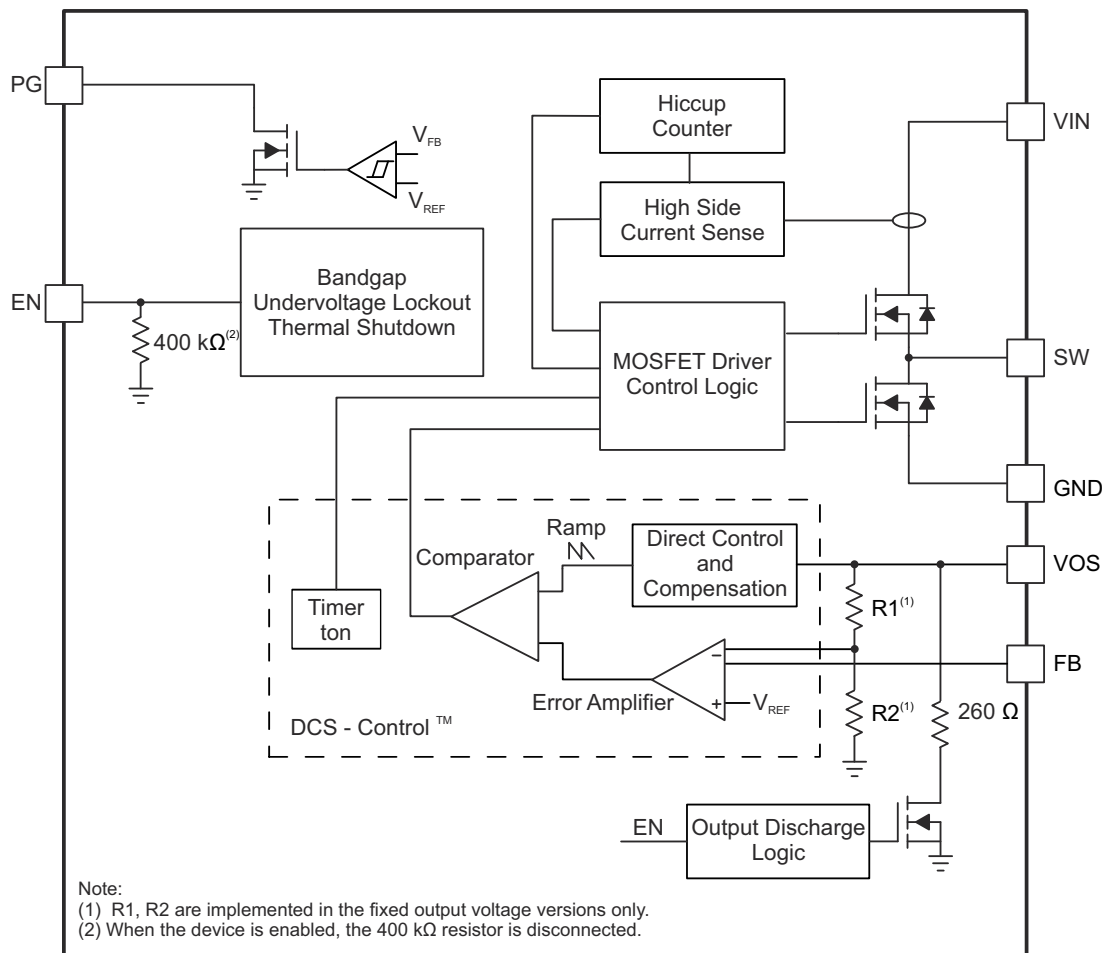 PG
V_FB
V_REF
Hiccup
Counter
VIN
High Side
Current Sense
EN
400 kΩ(2)
Bandgap
Undervoltage Lockout
Thermal Shutdown
MOSFET Driver
Control Logic
SW
GND
Ramp
Comparator
Direct Control
and
Compensation
VOS
Timer
ton
R1(1)
FB
Error Amplifier
−
+
V_REF
R2(1)
260 Ω
DCS - Control TM
EN
Output Discharge
Logic
Note:
(1) R1, R2 are implemented in the fixed output voltage versions only.
(2) When the device is enabled, the 400 kΩ resistor is disconnected.